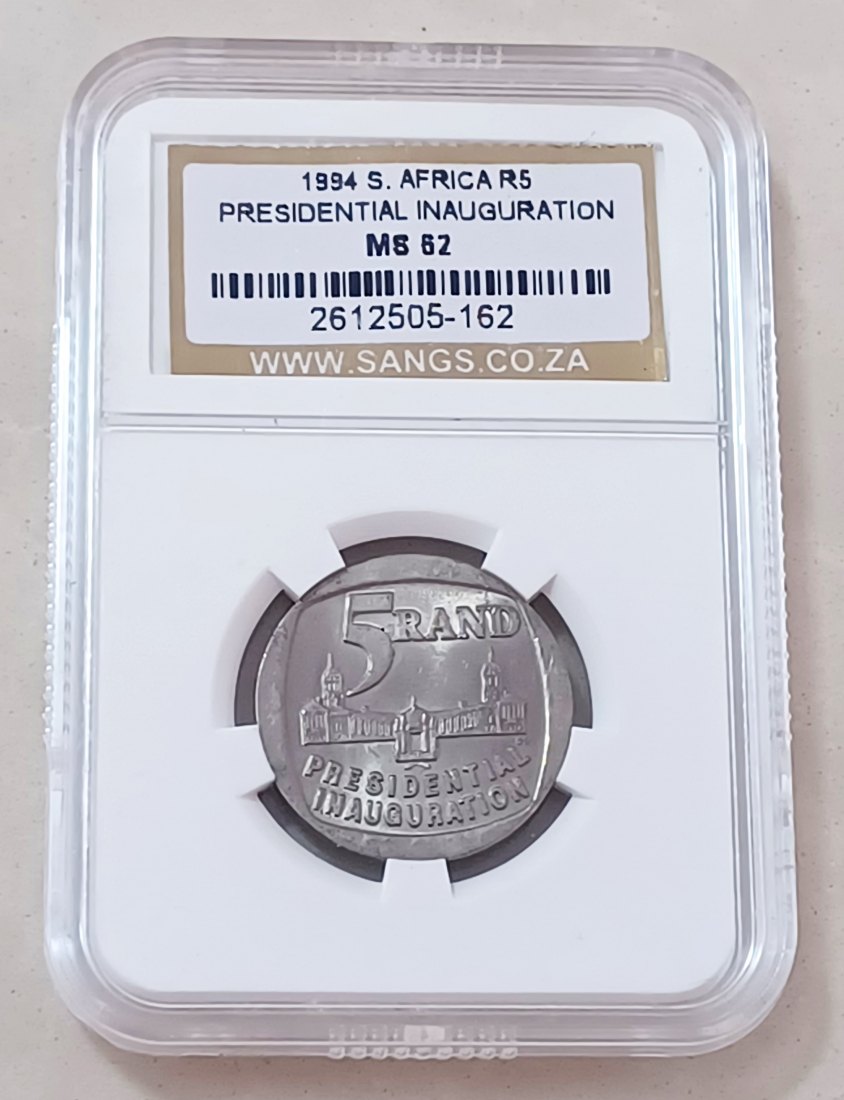 1994 S. AFRICA R5
PRESIDENTIAL INAUGURATION
MS 62
2612505-162
WWW.SANGS.CO.ZA
5 RAND
PRESIDENTIAL
INAUGURATION